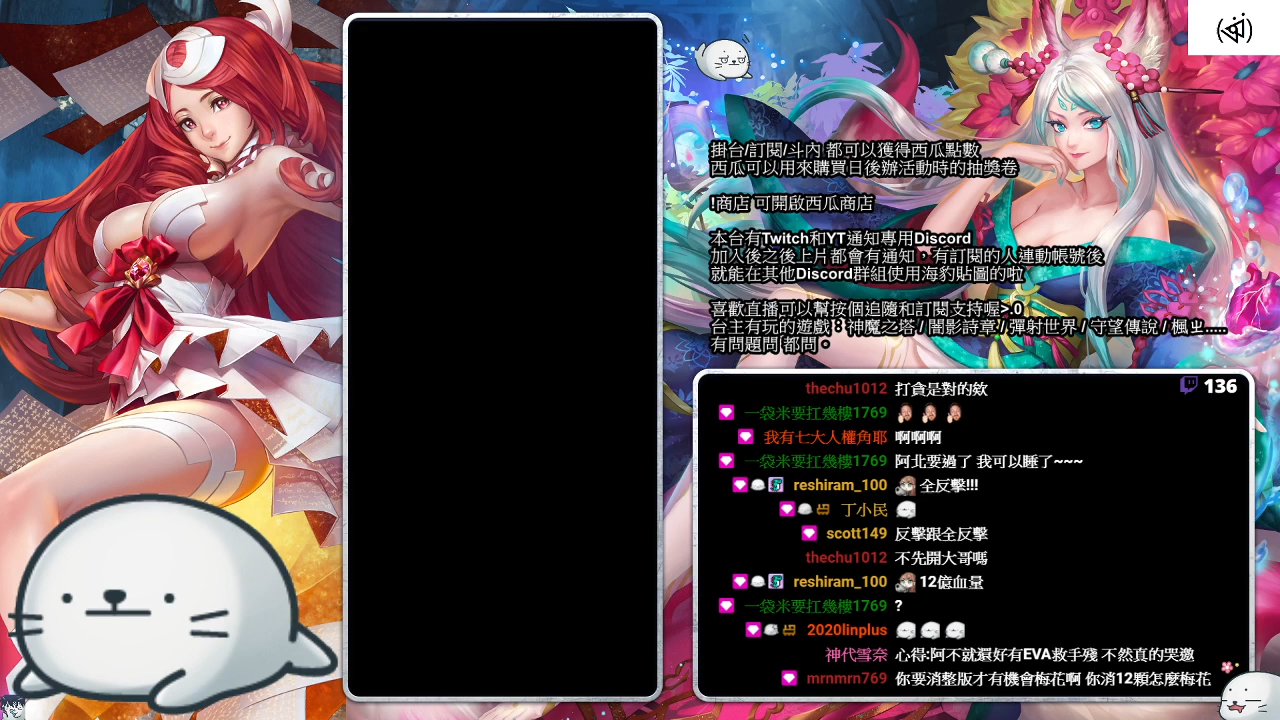 掛台/訂閱/斗內 都可以獲得西瓜點數
西瓜可以用來購買日後辦活動時的抽獎卷
!商店 可開啟西瓜商店
本台有Twitch和YT通知專用Discord
加入後之後上片都會有通知，有訂閱的人連動帳號後
就能在其他Discord群組使用海豹貼圖的啦
喜歡直播可以幫按個追隨和訂閱支持喔>.0
台主有玩的遊戲：神魔之塔 / 闇影詩章 / 彈射世界 / 守望傳說 / 楓ㄓ.....
有問題問 都問。
136
thechu1012 打貪是對的欸
一袋米要扛幾樓1769
我有七大人權角耶 啊啊啊
一袋米要扛幾樓1769 阿北要過了 我可以睡了~~~
reshiram_100 全反擊!!!
丁小民
scott149 反擊跟全反擊
thechu1012 不先開大哥嗎
reshiram_100 12億血量
一袋米要扛幾樓1769 ?
2020linplus
神代雪奈 心得:阿不就還好有EVA救手殘 不然真的哭邀
mrnmrn769 你要消整版才有機會梅花啊 你消12顆怎麼梅花